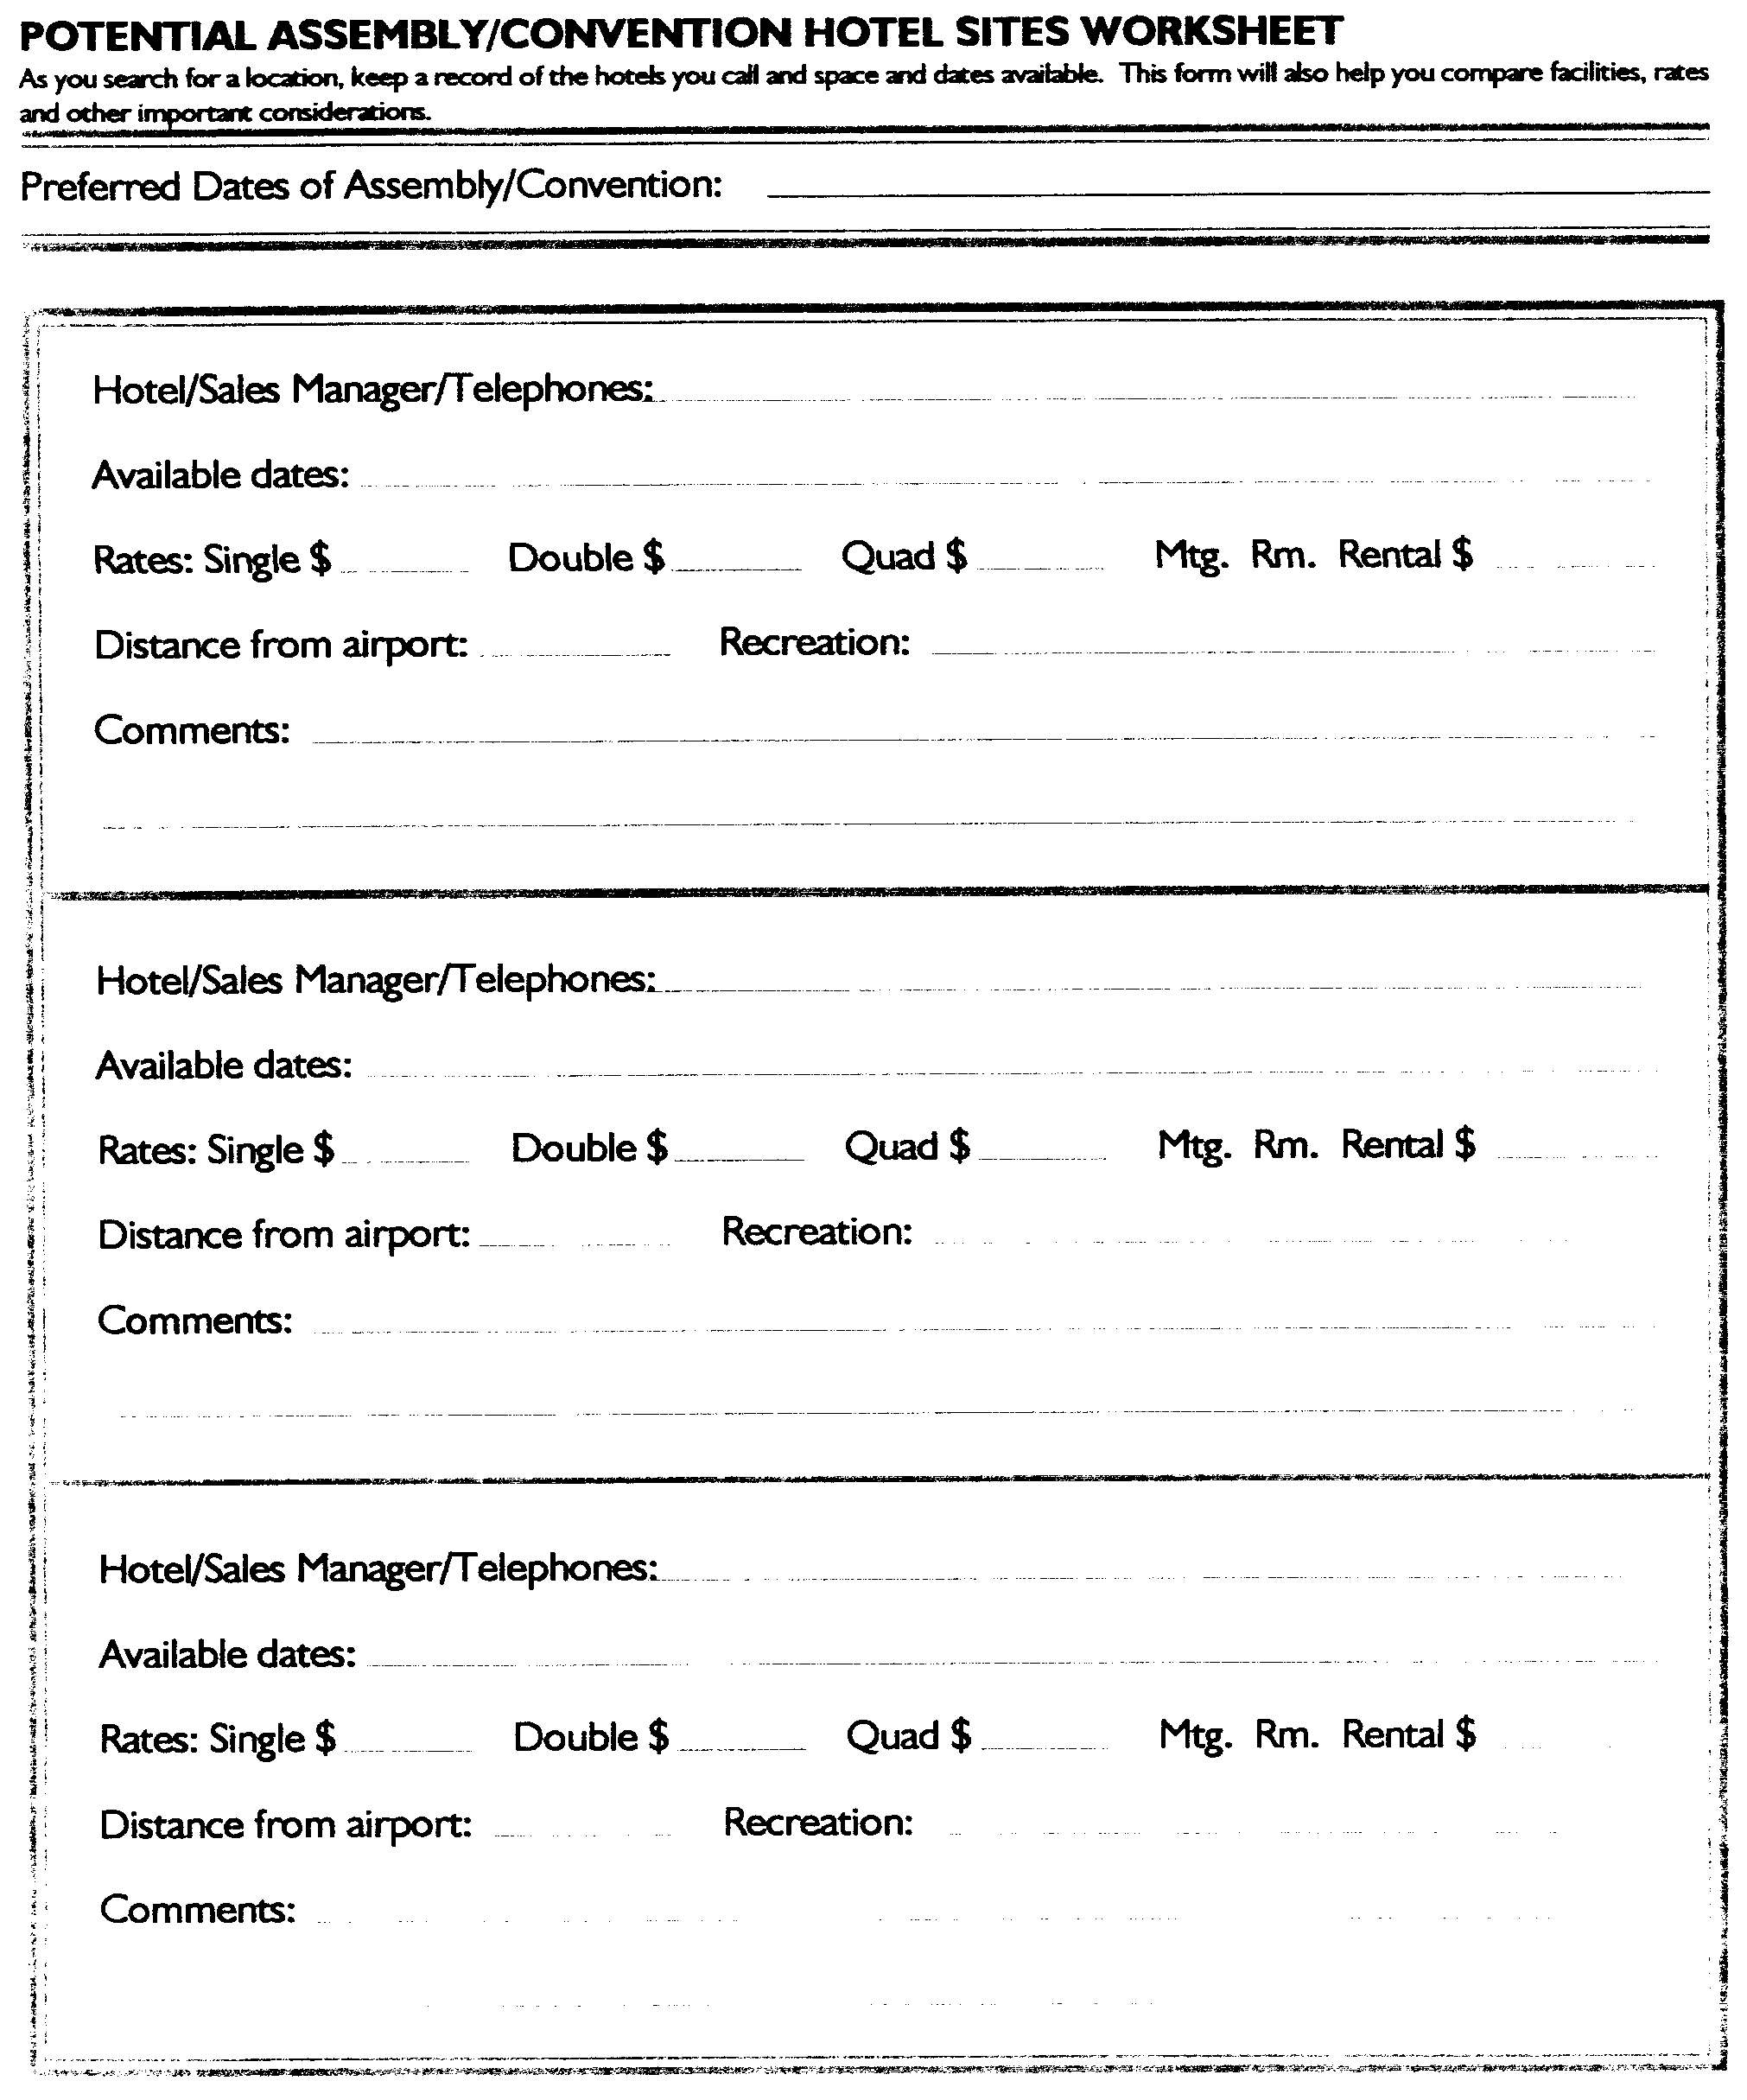 POTENTIAL ASSEMBLY/CONVENTION HOTEL SITES WORKSHEET
As you search for a location, keep a record of the hotels you call and space and dates available. This form will also help you compare facilities, rates
and other important considerations.
Preferred Dates of Assembly/Convention:
Hotel/Sales Manager/Telephones:
Available dates:
Rates: Single $ Double $ Quad $ Mtg. Rm. Rental $
Distance from airport: Recreation:
Comments:
Hotel/Sales Manager/Telephones:
Available dates:
Rates: Single $ Double $ Quad $ Mtg. Rm. Rental $
Distance from airport: Recreation:
Comments:
Hotel/Sales Manager/Telephones:
Available dates:
Rates: Single $ Double $ Quad $ Mtg. Rm. Rental $
Distance from airport: Recreation:
Comments: